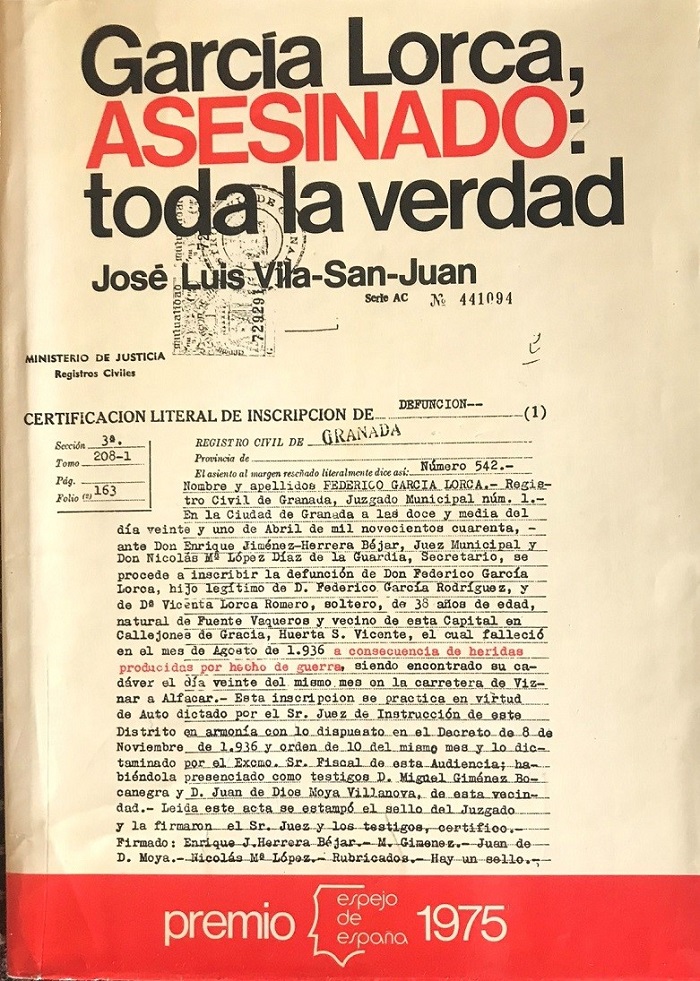 García Lorca,
ASESINADO:
toda la verdad
José Luis Vila-San-Juan
Serie AC № 441094
mutualidad
729291
MINISTERIO DE JUSTICIA
Registros Civiles
CERTIFICACION LITERAL DE INSCRIPCION DE DEFUNCION-- (1)
Sección 3ª.
Tomo 208-1
Pág.
Folio (2) 163
REGISTRO CIVIL DE GRANADA
Provincia de
El asiento al margen reseñado literalmente dice así: Número 542.-
Nombre y apellidos FEDERICO GARCIA LORCA.- Regis-
tro Civil de Granada, Juzgado Municipal núm. 1.-
En la Ciudad de Granada a las doce y media del
día veinte y uno de Abril de mil novecientos cuarenta, -
ante Don Enrique Jiménez-Herrera Béjar, Juez Municipal y
Don Nicolás Mª López Díaz de la Guardia, Secretario, se
procede a inscribir la defunción de Don Federico García
Lorca, hijo legítimo de D. Federico García Rodríguez, y
de Dª Vicenta Lorca Romero, soltero, de 38 años de edad,
natural de Fuente Vaqueros y vecino de esta Capital en
Callejones de Gracia, Huerta S. Vicente, el cual falleció
en el mes de Agosto de 1.936 a consecuencia de heridas
producidas por hecho de guerra, siendo encontrado su ca-
dáver el día veinte del mismo mes en la carretera de Viz-
nar a Alfacar.- Esta inscripcion se practica en virtud
de Auto dictado por el Sr. Juez de Instrucción de este
Distrito en armonía con lo dispuesto en el Decreto de 8 de
Noviembre de 1.936 y orden de 10 del mismo mes y lo dic-
taminado por el Excmo. Sr. Fiscal de esta Audiencia; ha-
biéndola presenciado como testigos D. Miguel Giménez Bo-
canegra y D. Juan de Dios Moya Villanova, de esta vecin-
dad.- Leida este acta se estampó el sello del Juzgado
y la firmaron el Sr. Juez y los testigos, certifico.-
Firmado: Enrique J.Herrera Béjar.- M. Gimenez.- Juan de
D. Moya.- Nicolás Mª López.- Rubricados.- Hay un sello.-
premio espejo de españa 1975